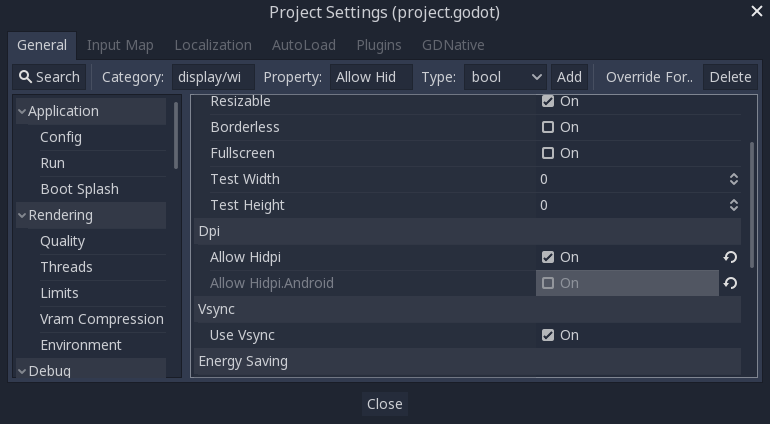 Project Settings (project.godot)
General Input Map Localization AutoLoad Plugins GDNative
Search Category: display/wi Property: Allow Hid Type: bool Add Override For.. Delete
Application
Config
Run
Boot Splash
Rendering
Quality
Threads
Limits
Vram Compression
Environment
Debug
Resizable On
Borderless On
Fullscreen On
Test Width 0
Test Height 0
Dpi
Allow Hidpi On
Allow Hidpi.Android On
Vsync
Use Vsync On
Energy Saving
Close